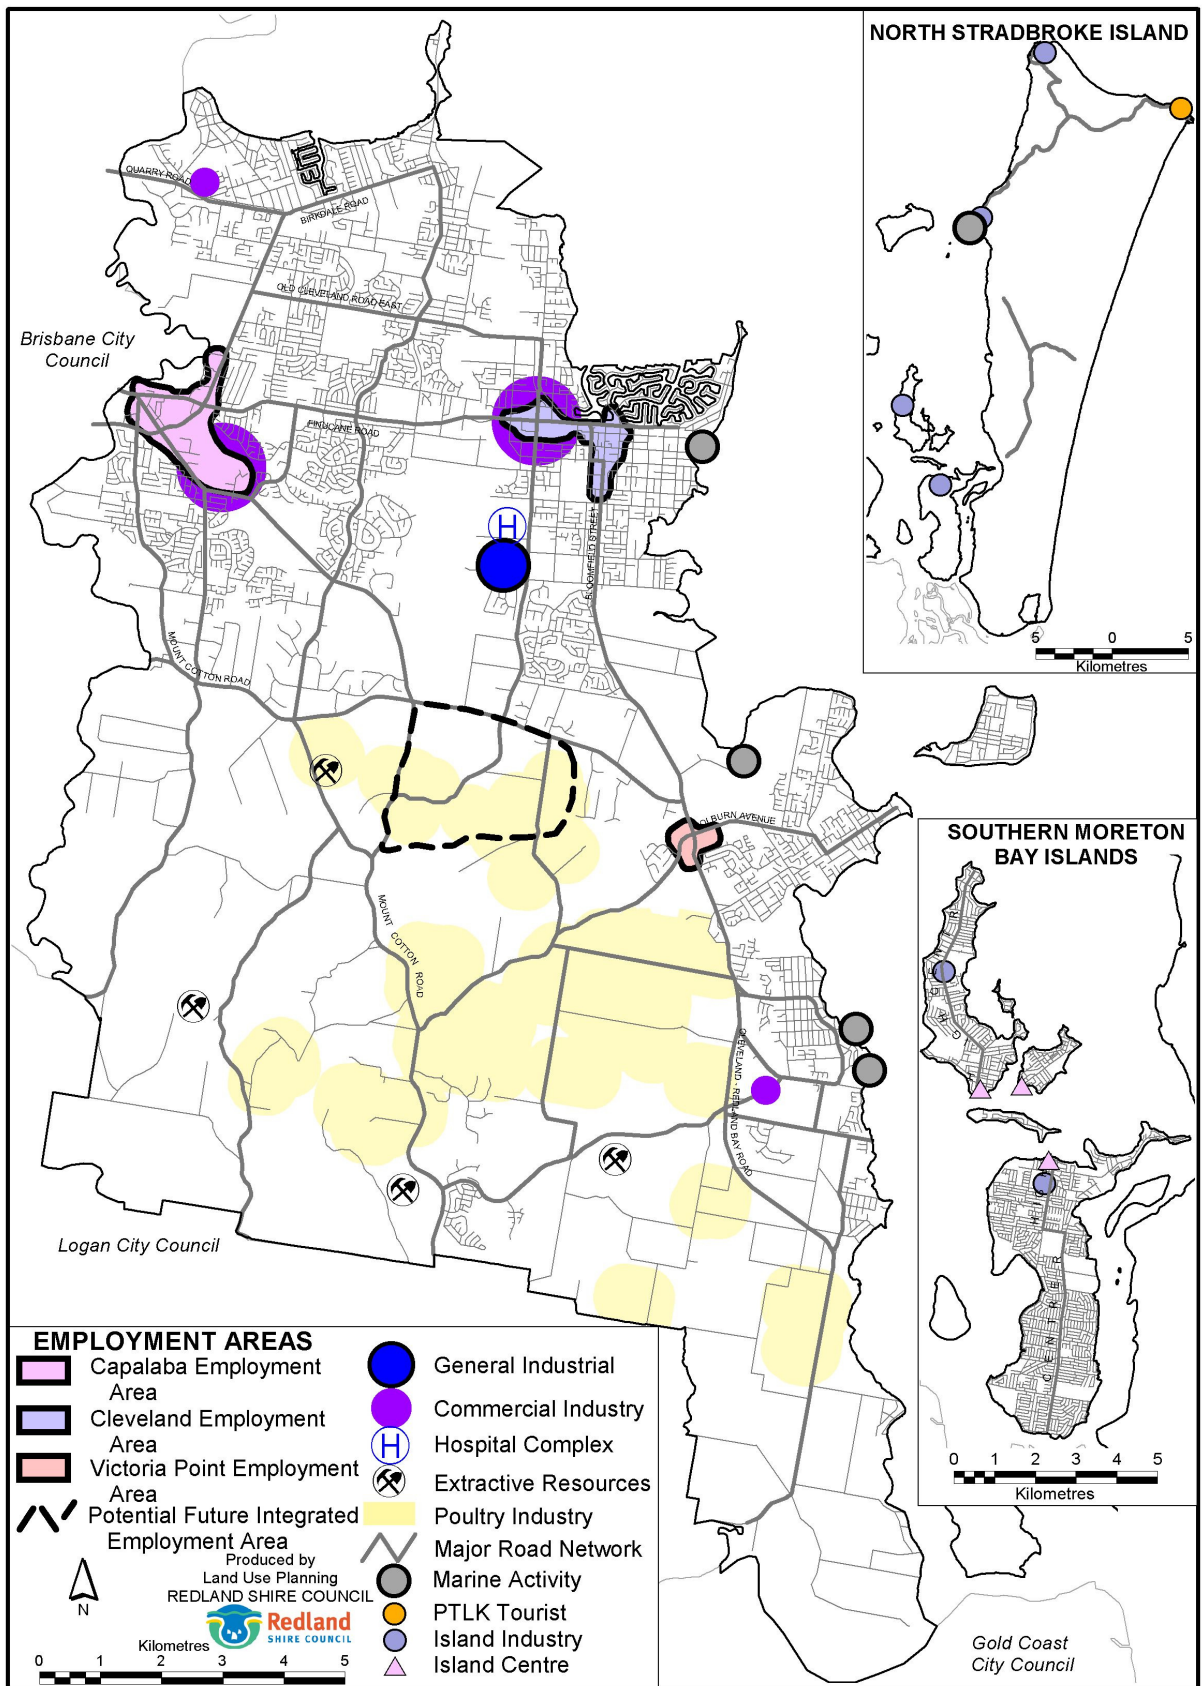 NORTH STRADBROKE ISLAND
QUARRY ROAD
BIRKDALE ROAD
OLD CLEVELAND ROAD EAST
Brisbane City
Council
FINUCANE ROAD
H
BLOOMFIELD STREET
MOUNT COTTON ROAD
5 0 5
Kilometres
OLBURN AVENUE
SOUTHERN MORETON
BAY ISLANDS
MOUNT COTTON ROAD
CLEVELAND - REDLAND BAY ROAD
Logan City Council
0 1 2 3 4 5
Kilometres
EMPLOYMENT AREAS
Capalaba Employment
Area
Cleveland Employment
Area
Victoria Point Employment
Area
Potential Future Integrated
Employment Area
General Industrial
Commercial Industry
H
Hospital Complex
Extractive Resources
Poultry Industry
Major Road Network
Marine Activity
PTLK Tourist
Island Industry
Island Centre
N
Produced by
Land Use Planning
REDLAND SHIRE COUNCIL
Redland
SHIRE COUNCIL
Kilometres
0 1 2 3 4 5
Gold Coast
City Council